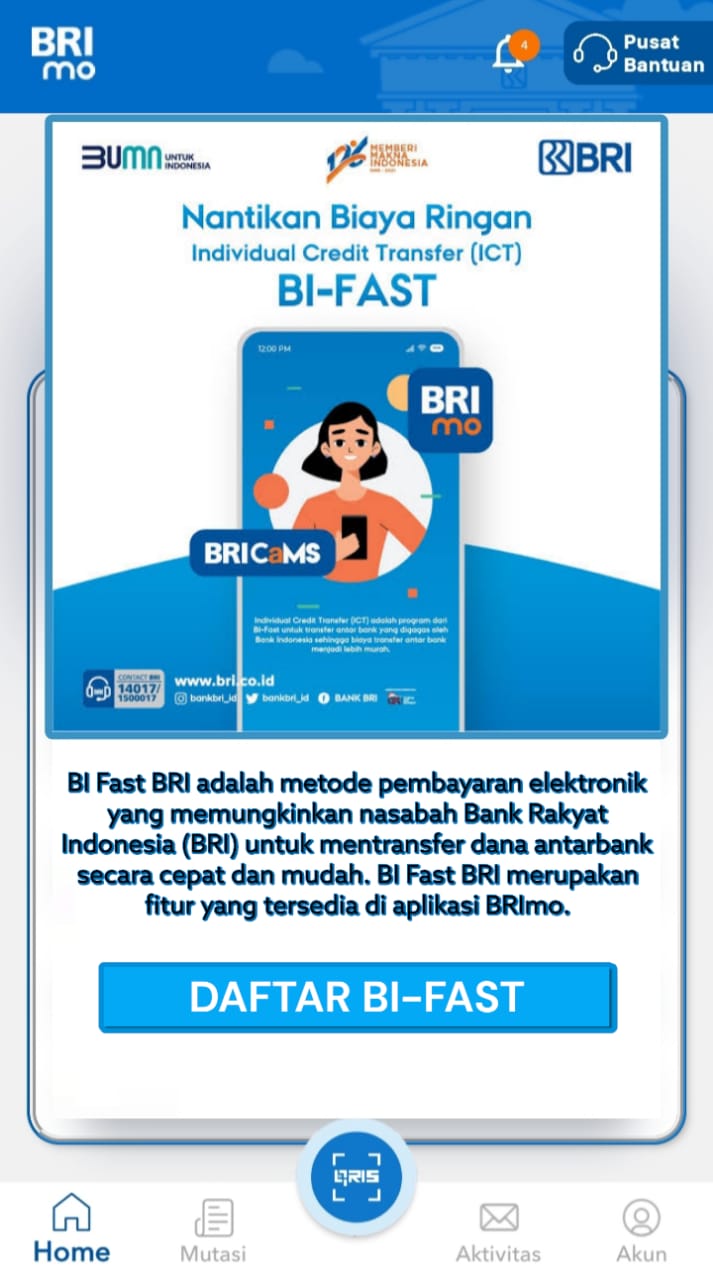 BRI
mo
4
Pusat
Bantuan
BUMN UNTUK
INDONESIA
126 MEMBERI
MAKNA
INDONESIA
BRI
Nantikan Biaya Ringan
Individual Credit Transfer (ICT)
BI-FAST
12:00 PM
BRI
mo
BRICaMS
Individual Credit Transfer (ICT) adalah program dari
BI-Fast untuk transfer antar bank yang digagas oleh
Bank Indonesia sehingga biaya transfer antar bank
menjadi lebih murah.
CONTACT BRI
14017/
1500017
www.bri.co.id
bankbri_id bankbri_id BANK BRI
BI Fast BRI adalah metode pembayaran elektronik
yang memungkinkan nasabah Bank Rakyat
Indonesia (BRI) untuk mentransfer dana antarbank
secara cepat dan mudah. BI Fast BRI merupakan
fitur yang tersedia di aplikasi BRImo.
DAFTAR BI-FAST
QRIS
Home
Mutasi
Aktivitas
Akun